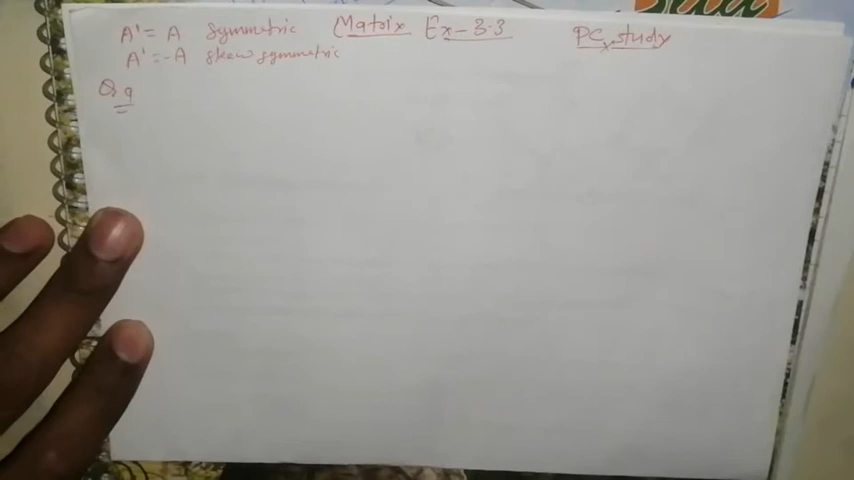 A' = A Symmetric Matrix Ex-3.3 PC study
A' = -A skew symmetric
Q. 9